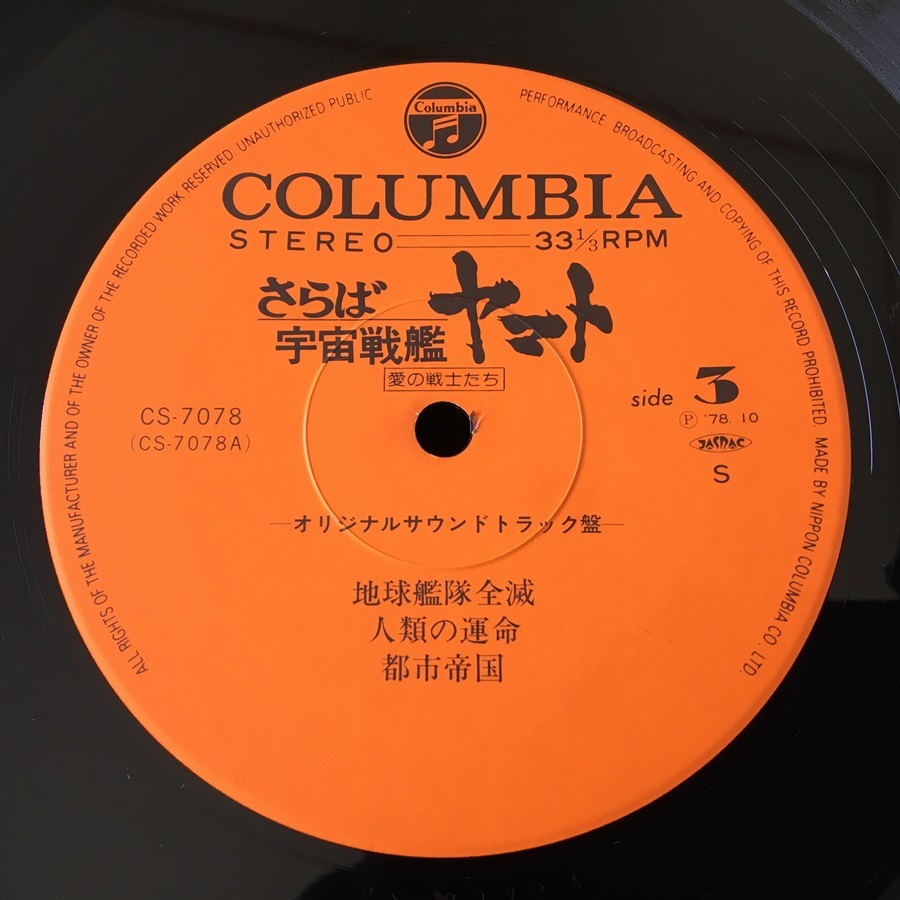 ALL RIGHTS OF THE MANUFACTURER AND OF THE OWNER OF THE RECORDED WORK RESERVED UNAUTHORIZED PUBLIC PERFORMANCE BROADCASTING AND COPYING OF THIS RECORD PROHIBITED. MADE BY NIPPON COLUMBIA CO., LTD.
Columbia
COLUMBIA
STEREO 33 1/3 RPM
さらば
宇宙戦艦 ヤマト
愛の戦士たち
side 3
CS-7078
Ⓟ '78. 10
(CS-7078A)
JASRAC
S
オリジナルサウンドトラック盤
地球艦隊全滅
人類の運命
都市帝国